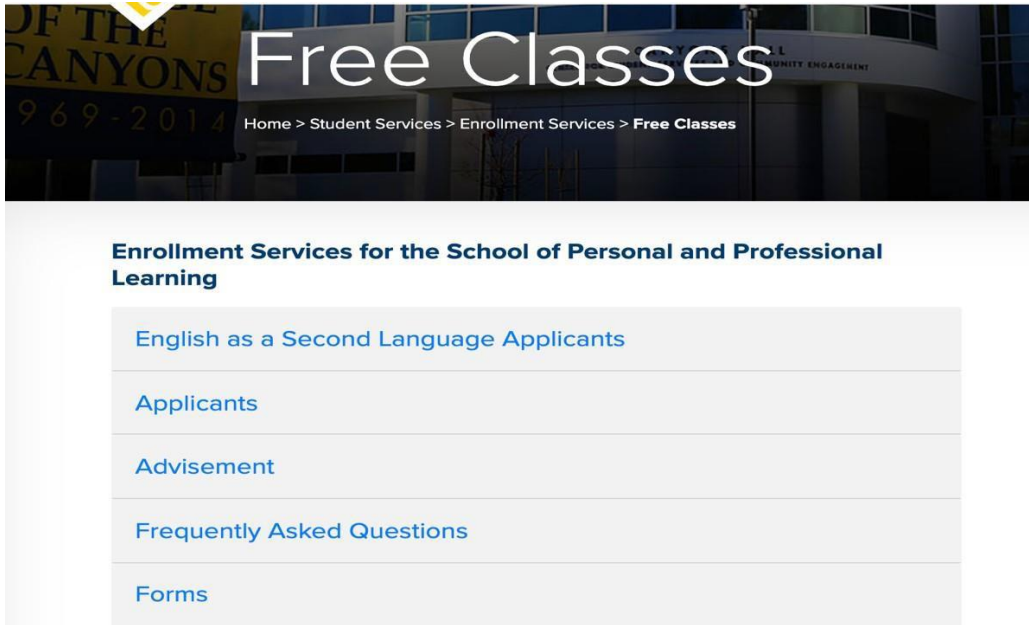 OF THE
CANYONS
1969-2014
Free Classes
Home > Student Services > Enrollment Services > Free Classes
Enrollment Services for the School of Personal and Professional
Learning
English as a Second Language Applicants
Applicants
Advisement
Frequently Asked Questions
Forms